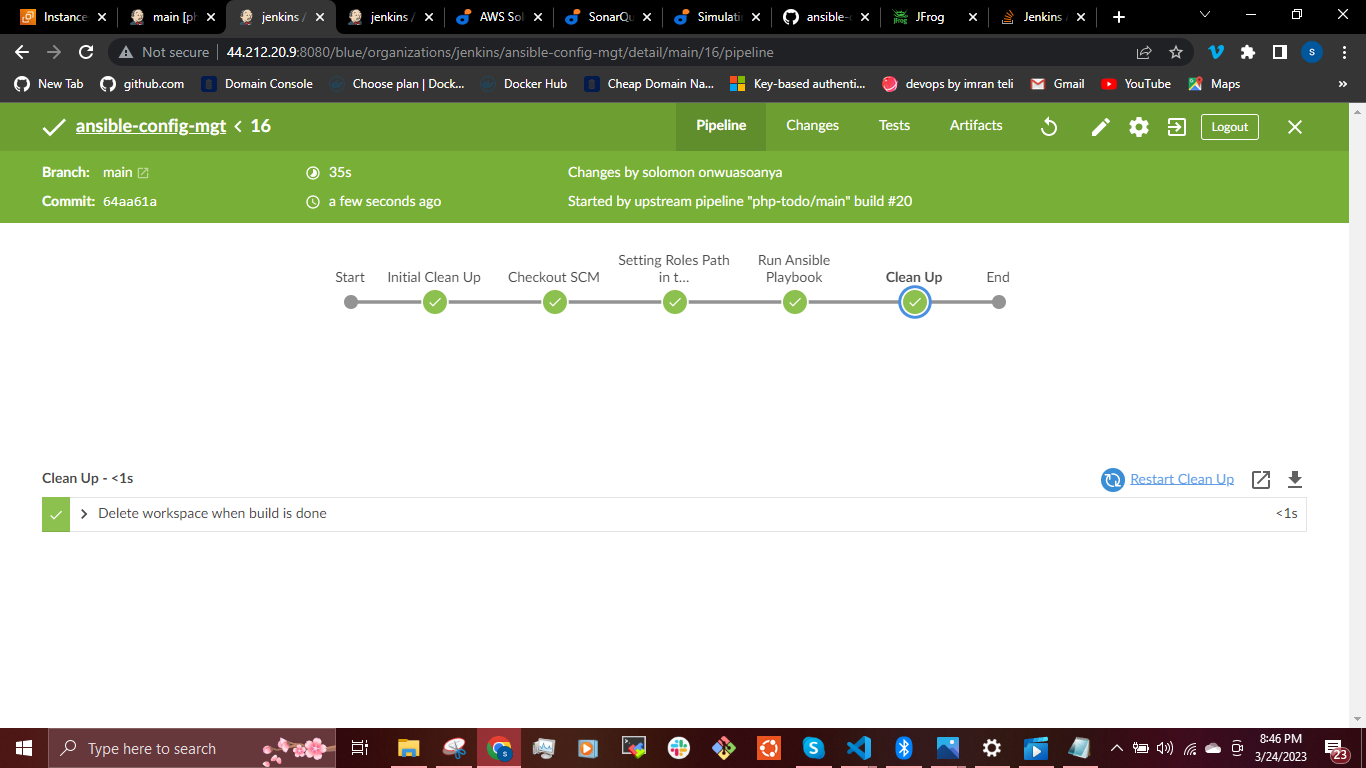 Instance
main [ph
jenkins /
jenkins /
AWS Sol
SonarQu
Simulati
ansible-c
JFrog
Jenkins A
Not secure
44.212.20.9:8080/blue/organizations/jenkins/ansible-config-mgt/detail/main/16/pipeline
S
New Tab
github.com
Domain Console
Choose plan | Dock...
Docker Hub
Cheap Domain Na...
Key-based authenti...
devops by imran teli
Gmail
YouTube
Maps
»
ansible-config-mgt < 16
Pipeline
Changes
Tests
Artifacts
Logout
Branch: main
35s
Changes by solomon onwuasoanya
Commit: 64aa61a
a few seconds ago
Started by upstream pipeline "php-todo/main" build #20
Start
Initial Clean Up
Checkout SCM
Setting Roles Path
in t...
Run Ansible
Playbook
Clean Up
End
Clean Up - <1s
Restart Clean Up
Delete workspace when build is done
<1s
Type here to search
8:46 PM
3/24/2023
23